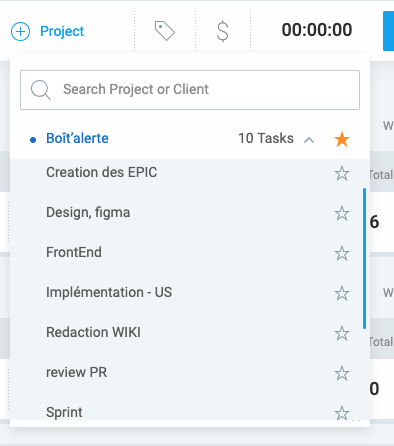 Project
$
00:00:00
Search Project or Client
W
Boît'alerte 10 Tasks
Total
Creation des EPIC
Design, figma
6
FrontEnd
Implémentation - US
W
Redaction WIKI
Total
review PR
0
Sprint